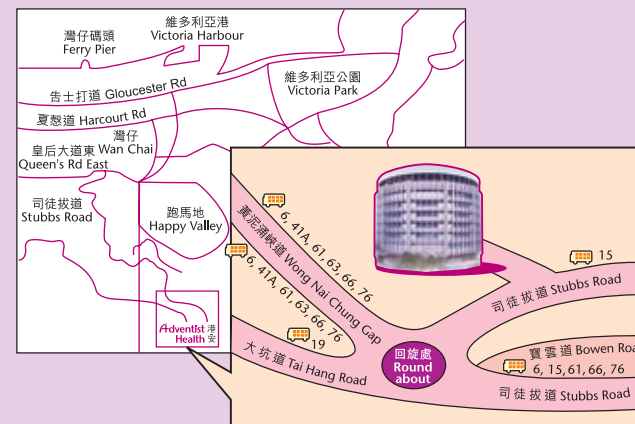 維多利亞港
Victoria Harbour
灣仔碼頭
Ferry Pier
維多利亞公園
Victoria Park
告士打道 Gloucester Rd
夏慤道 Harcourt Rd
灣仔
Wan Chai
皇后大道東
Queen's Rd East
司徒拔道
Stubbs Road
跑馬地
Happy Valley
Adventist Health 港安
6, 41A, 61, 63, 66, 76
黃泥涌峽道 Wong Nai Chung Gap
6, 41A, 61, 63, 66, 76
19
大坑道 Tai Hang Road
回旋處
Round
about
15
司徒拔道 Stubbs Road
寶雲道 Bowen Roa
6, 15, 61, 66, 76
司徒拔道 Stubbs Road